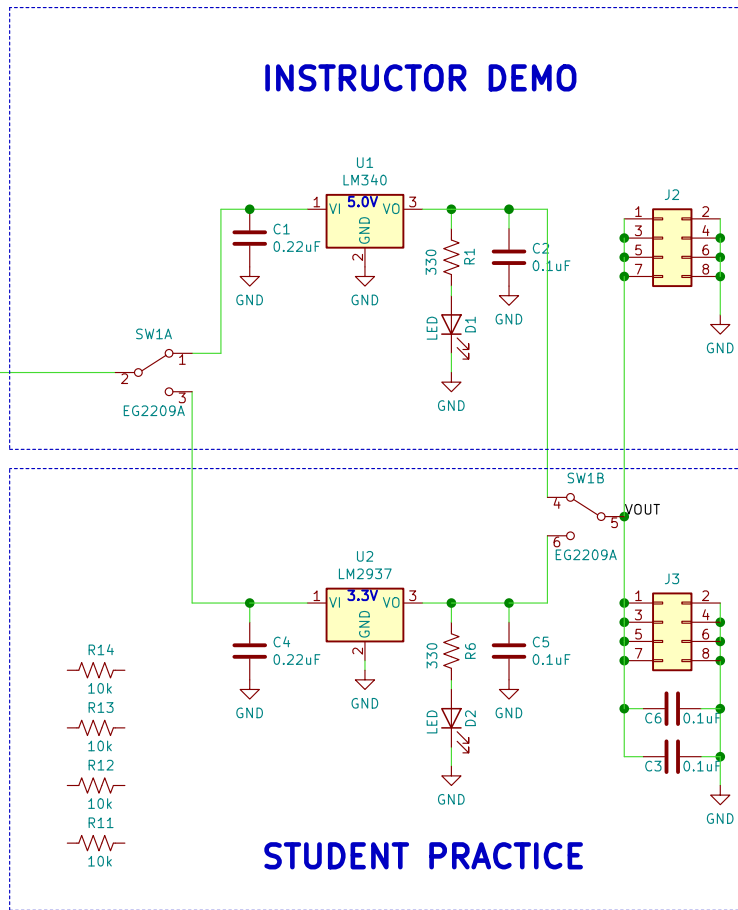 INSTRUCTOR DEMO
U1
LM340
1 VI 5.0V VO 3
GND
2
C1
0.22uF
GND
GND
330
R1
C2
0.1uF
GND
LED
D1
GND
J2
1 2
3 4
5 6
7 8
GND
SW1A
1
2
3
EG2209A
SW1B
4
5
VOUT
6
EG2209A
U2
LM2937
1 VI 3.3V VO 3
GND
2
C4
0.22uF
GND
GND
330
R6
C5
0.1uF
GND
LED
D2
GND
J3
1 2
3 4
5 6
7 8
C6 0.1uF
C3 0.1uF
GND
R14
10k
R13
10k
R12
10k
R11
10k
STUDENT PRACTICE